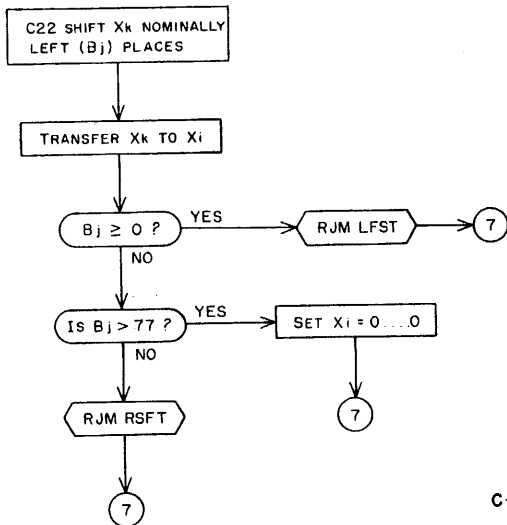 C22 SHIFT Xk NOMINALLY
LEFT (Bj) PLACES
TRANSFER Xk TO Xi
Bj ≥ 0 ?
YES
RJM LFST
7
NO
Is Bj > 77 ?
YES
SET Xi = 0....0
NO
7
RJM RSFT
7
C-